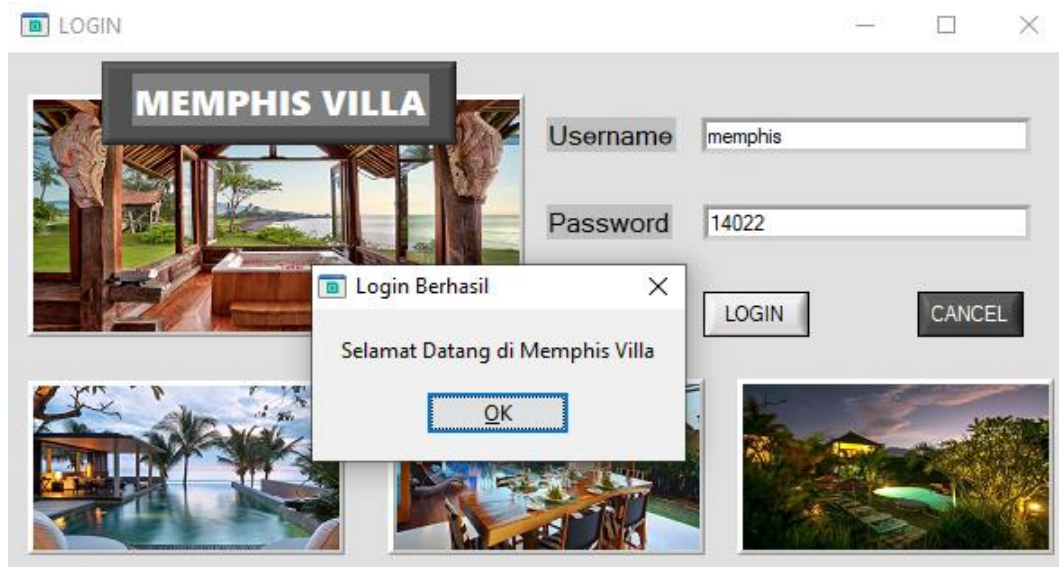 LOGIN
MEMPHIS VILLA
Username memphis
Password 14022
Login Berhasil
Selamat Datang di Memphis Villa
OK
LOGIN
CANCEL